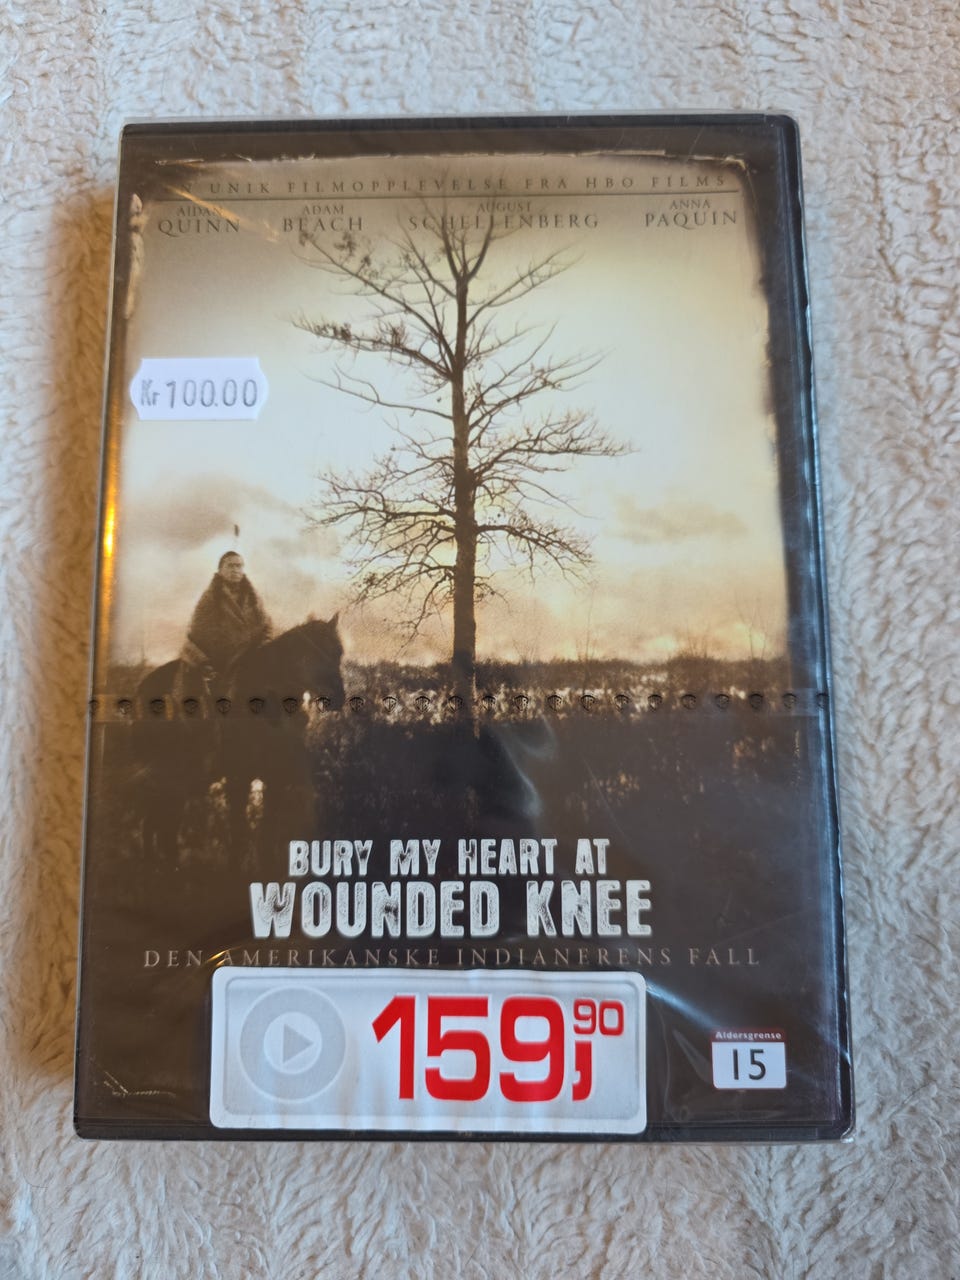 N UNIK FILMOPPLEVELSE FRA HBO FILMS
AIDAN QUINN
ADAM BEACH
AUGUST SCHELLENBERG
ANNA PAQUIN
Kr 100.00
BURY MY HEART AT
WOUNDED KNEE
DEN AMERIKANSKE INDIANERENS FALL
159,90
Aldersgrense
15